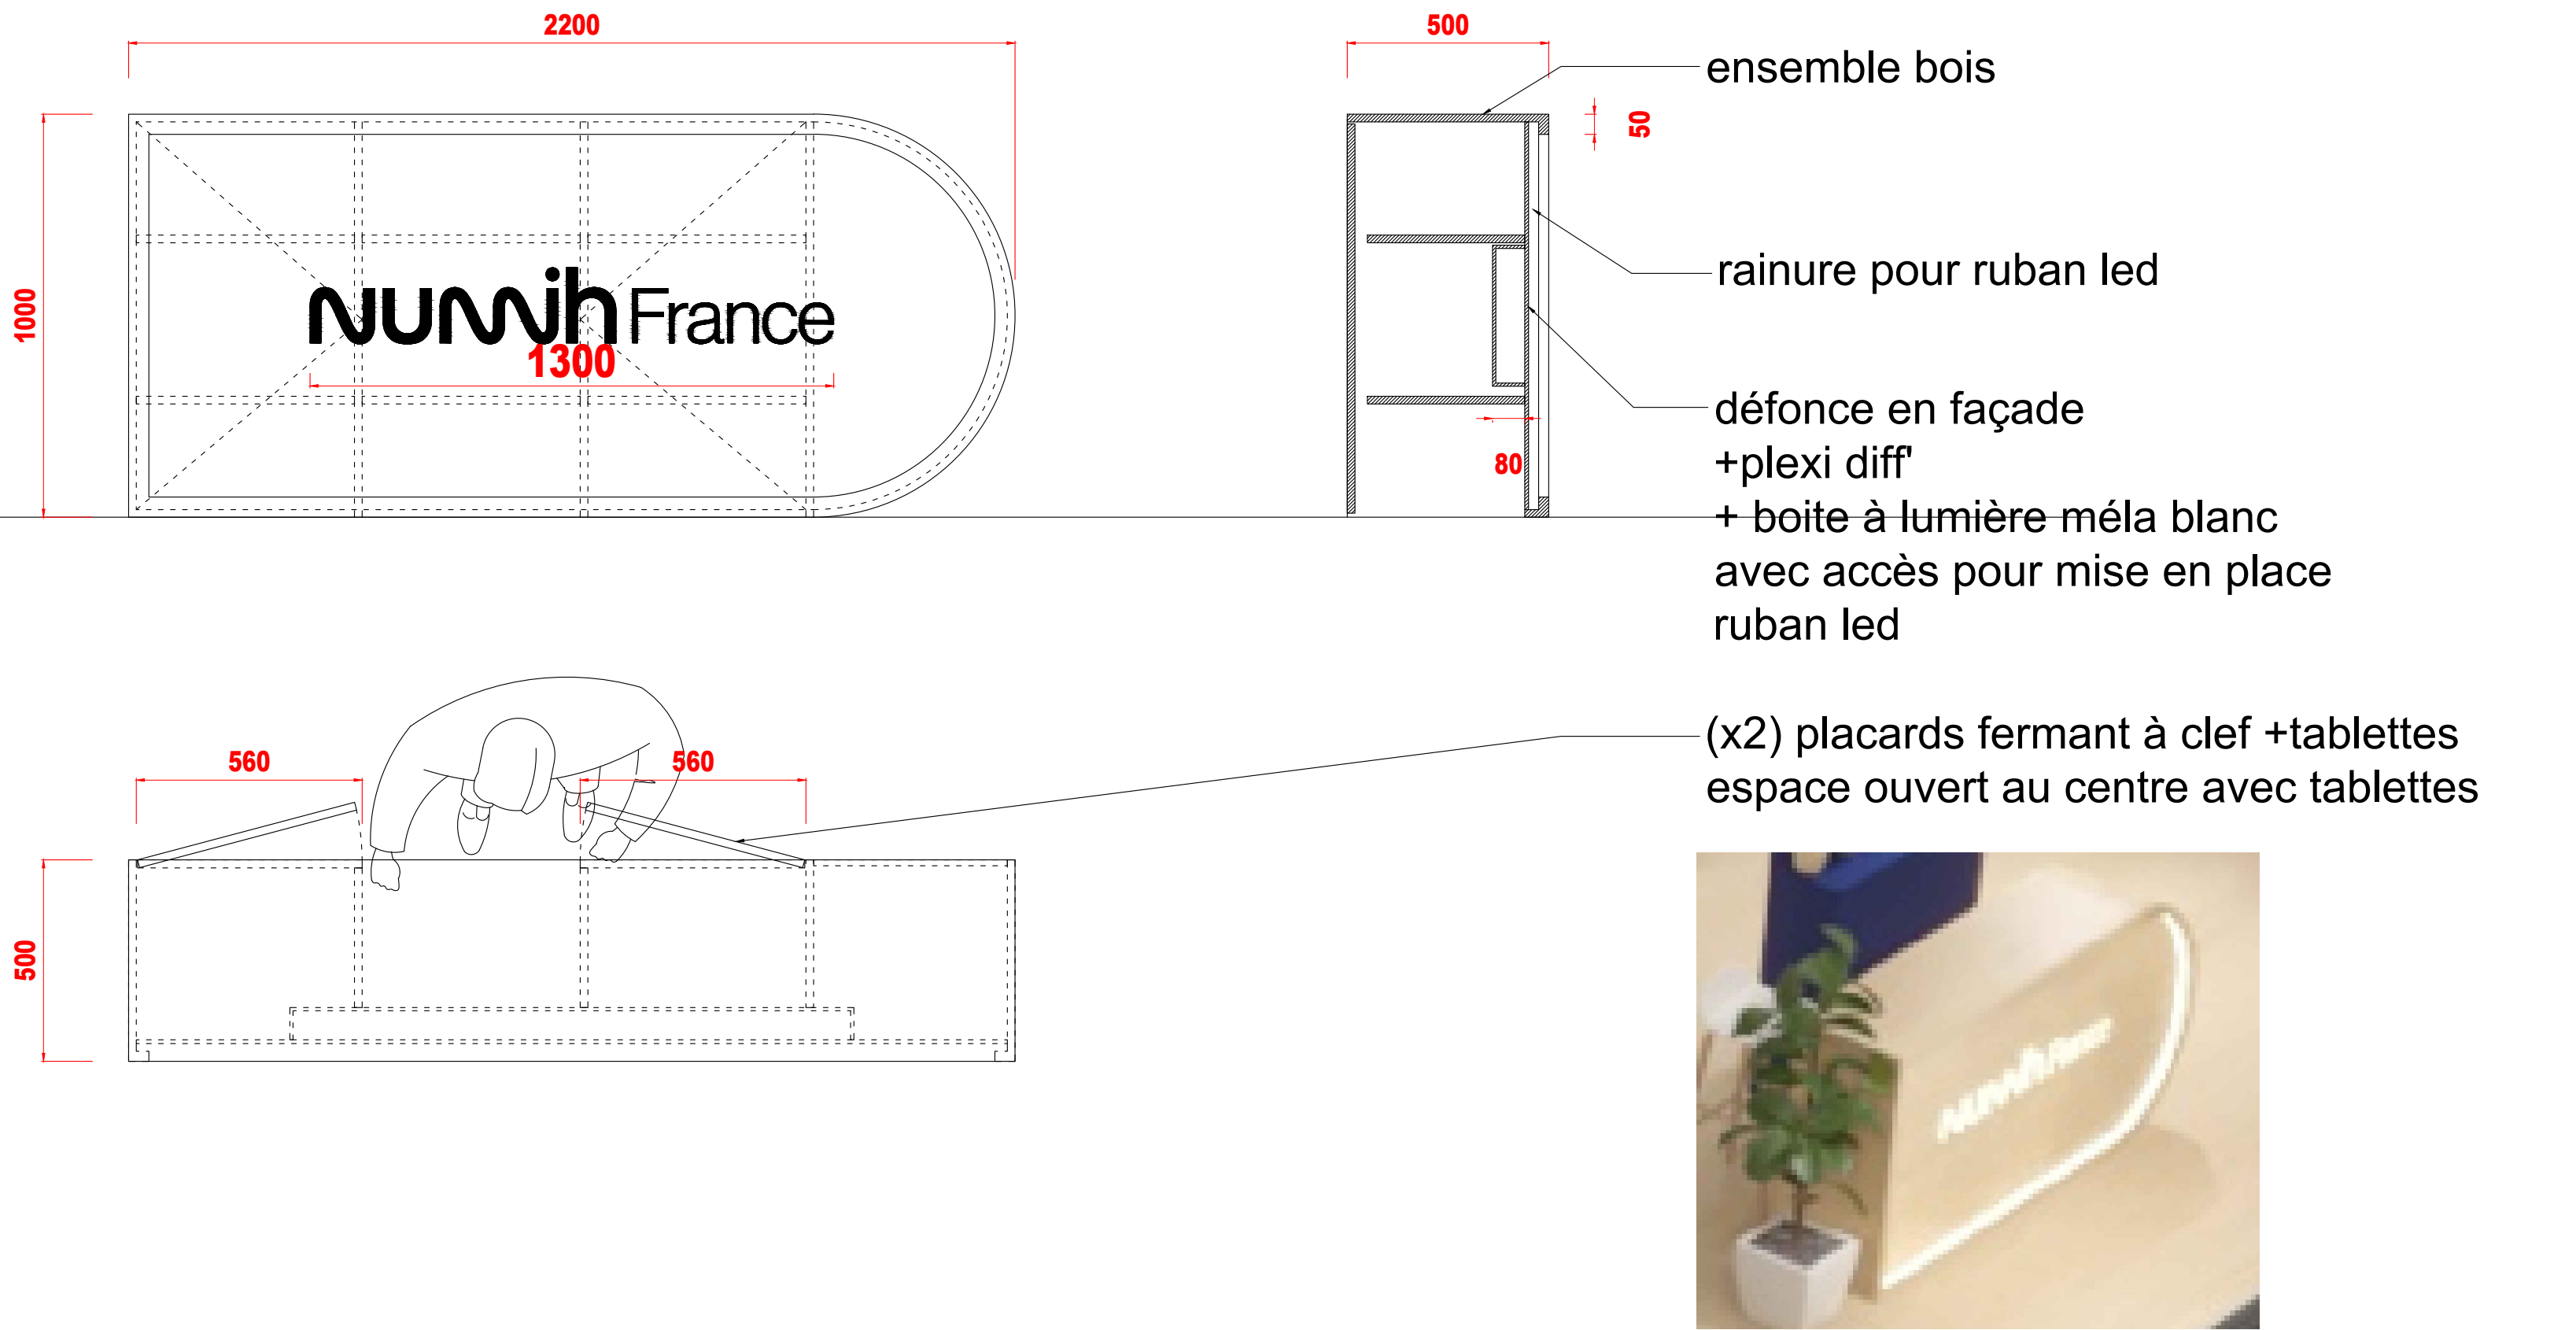 2200
500
ensemble bois
50
1000
numih France
1300
rainure pour ruban led
défonce en façade
+plexi diff'
+ boite à lumière méla blanc
avec accès pour mise en place
ruban led
80
(x2) placards fermant à clef +tablettes
espace ouvert au centre avec tablettes
560
560
500
numih France